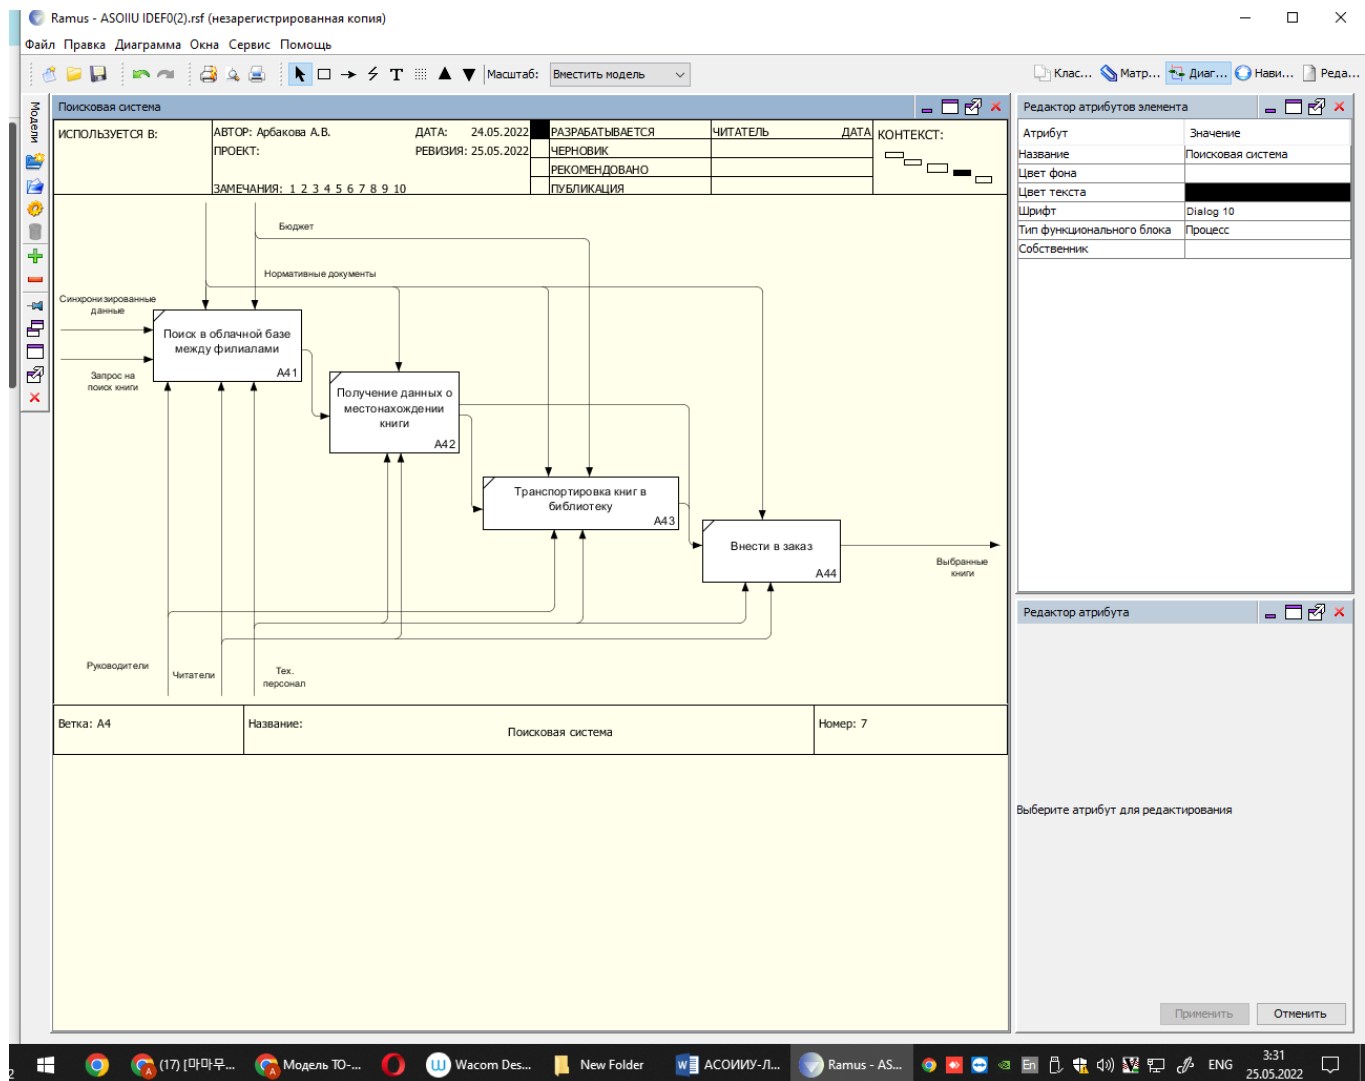 Ramus - ASOIIU IDEF0(2).rsf (незарегистрированная копия)
Файл Правка Диаграмма Окна Сервис Помощь
Масштаб: Вместить модель
Клас... Матр... Диаг... Нави... Реда...
Модели
Поисковая система
ИСПОЛЬЗУЕТСЯ В:
АВТОР: Арбакова А.В.
ДАТА: 24.05.2022
РАЗРАБАТЫВАЕТСЯ
ЧИТАТЕЛЬ
ДАТА
КОНТЕКСТ:
ПРОЕКТ:
РЕВИЗИЯ: 25.05.2022
ЧЕРНОВИК
РЕКОМЕНДОВАНО
ЗАМЕЧАНИЯ: 1 2 3 4 5 6 7 8 9 10
ПУБЛИКАЦИЯ
Бюджет
Нормативные документы
Синхронизированные
данные
Поиск в облачной базе
между филиалами
A41
Запрос на
поиск книги
Получение данных о
местонахождении
книги
A42
Транспортировка книг в
библиотеку
A43
Внести в заказ
A44
Выбранные
книги
Руководители
Читатели
Тех.
персонал
Ветка: A4
Название:
Поисковая система
Номер: 7
Редактор атрибутов элемента
Атрибут Значение
Название Поисковая система
Цвет фона
Цвет текста
Шрифт Dialog 10
Тип функционального блока Процесс
Собственник
Редактор атрибута
Выберите атрибут для редактирования
Применить Отменить
2
(17) [마마무...
Модель TO-...
Wacom Des...
New Folder
АСОИИУ-Л...
Ramus - AS...
En
ENG
3:31
25.05.2022